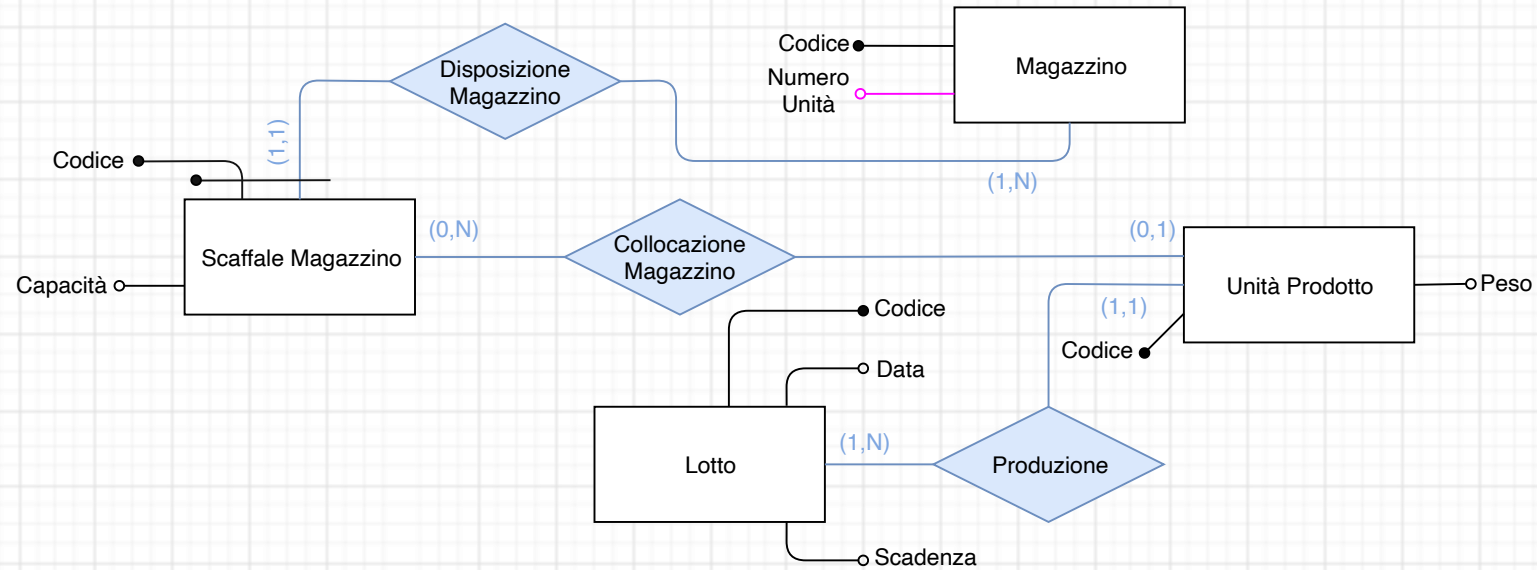 Codice
Magazzino
Numero
Unità
Disposizione
Magazzino
(1,1)
(1,N)
Codice
Scaffale Magazzino
(0,N)
Collocazione
Magazzino
(0,1)
Capacità
Unità Prodotto
Peso
(1,1)
Codice
Codice
Data
Lotto
(1,N)
Produzione
Scadenza